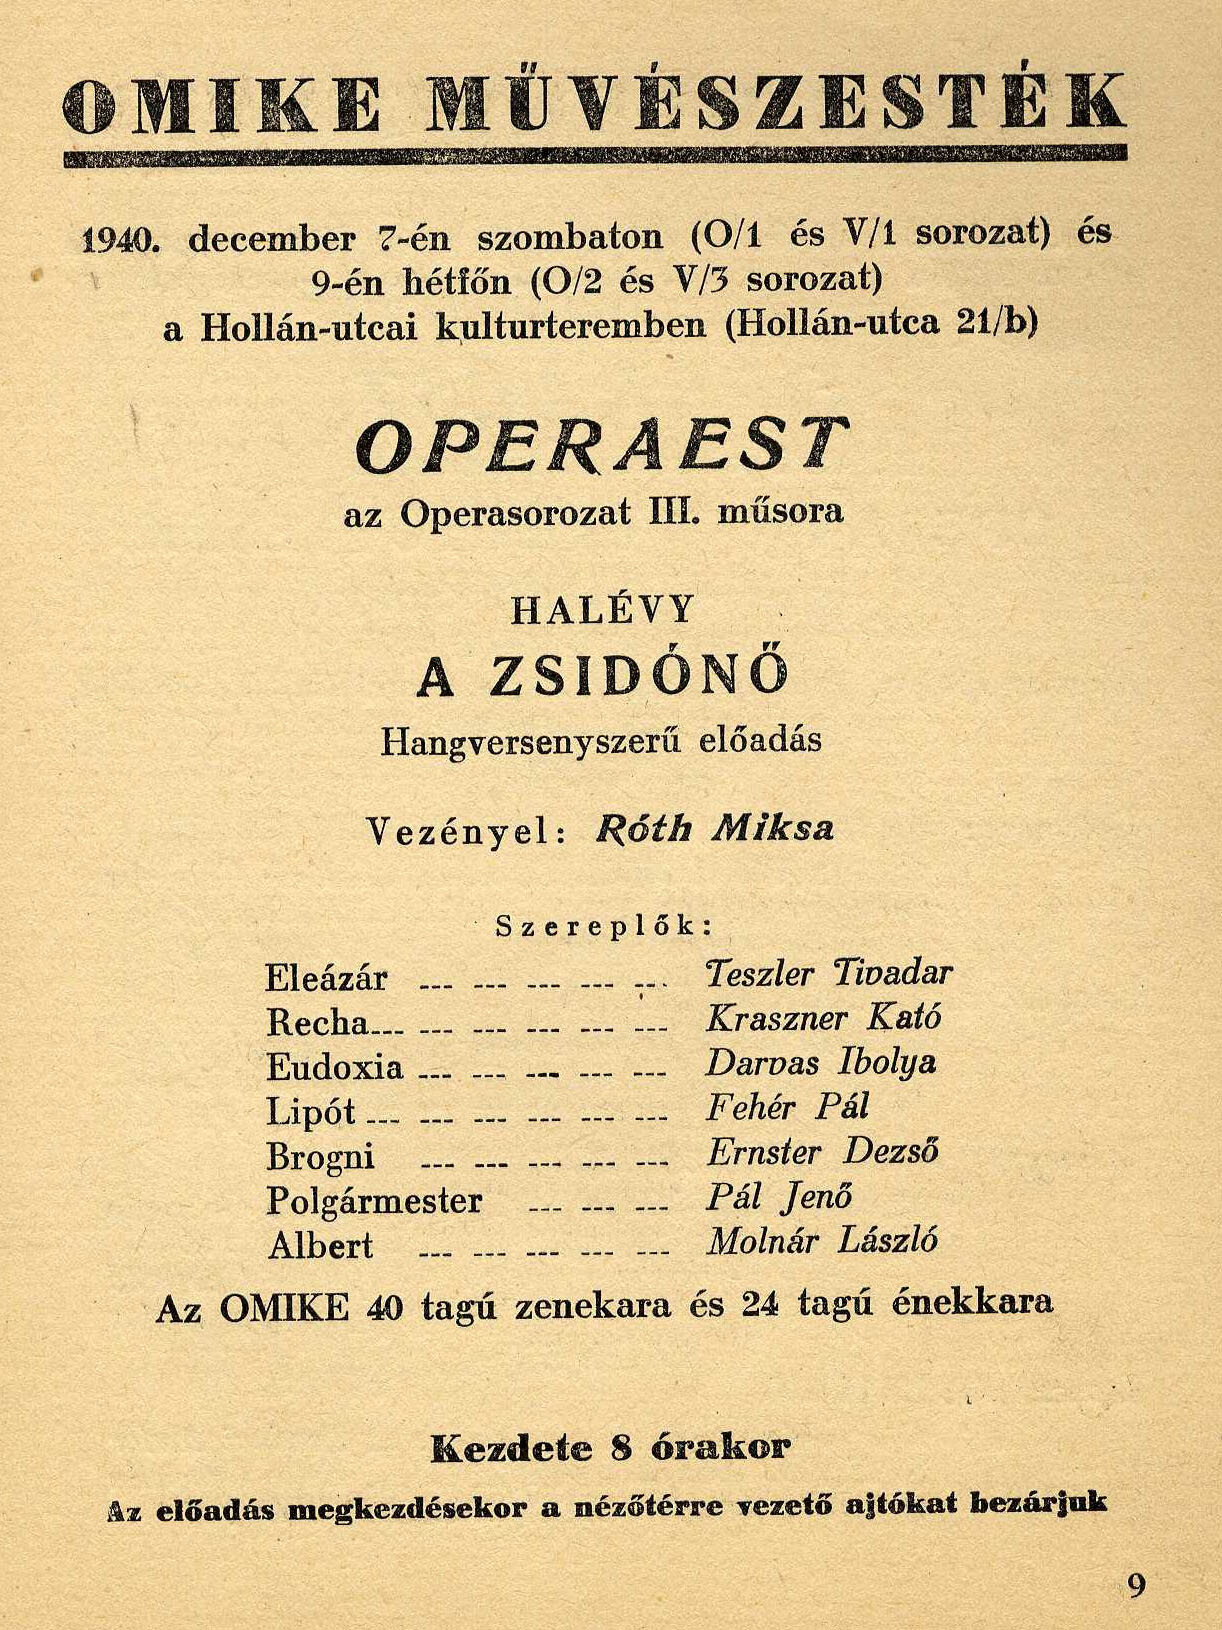 OMIKE MŰVÉSZESTÉK
1940. december 7-én szombaton (O/1 és V/1 sorozat) és
9-én hétfőn (O/2 és V/3 sorozat)
a Hollán-utcai kulturteremben (Hollán-utca 21/b)
OPERAEST
az Operasorozat III. műsora
HALÉVY
A ZSIDÓNŐ
Hangversenyszerű előadás
Vezényel: Róth Miksa
Szereplők:
Eleázár --- --- --- --- --- Teszler Tivadar
Recha --- --- --- --- --- --- Kraszner Kató
Eudoxia --- --- --- --- --- Darvas Ibolya
Lipót --- --- --- --- --- --- Fehér Pál
Brogni --- --- --- --- --- Ernster Dezső
Polgármester --- --- --- Pál Jenő
Albert --- --- --- --- --- Molnár László
Az OMIKE 40 tagú zenekara és 24 tagú énekkara
Kezdete 8 órakor
Az előadás megkezdésekor a nézőtérre vezető ajtókat bezárjuk
9